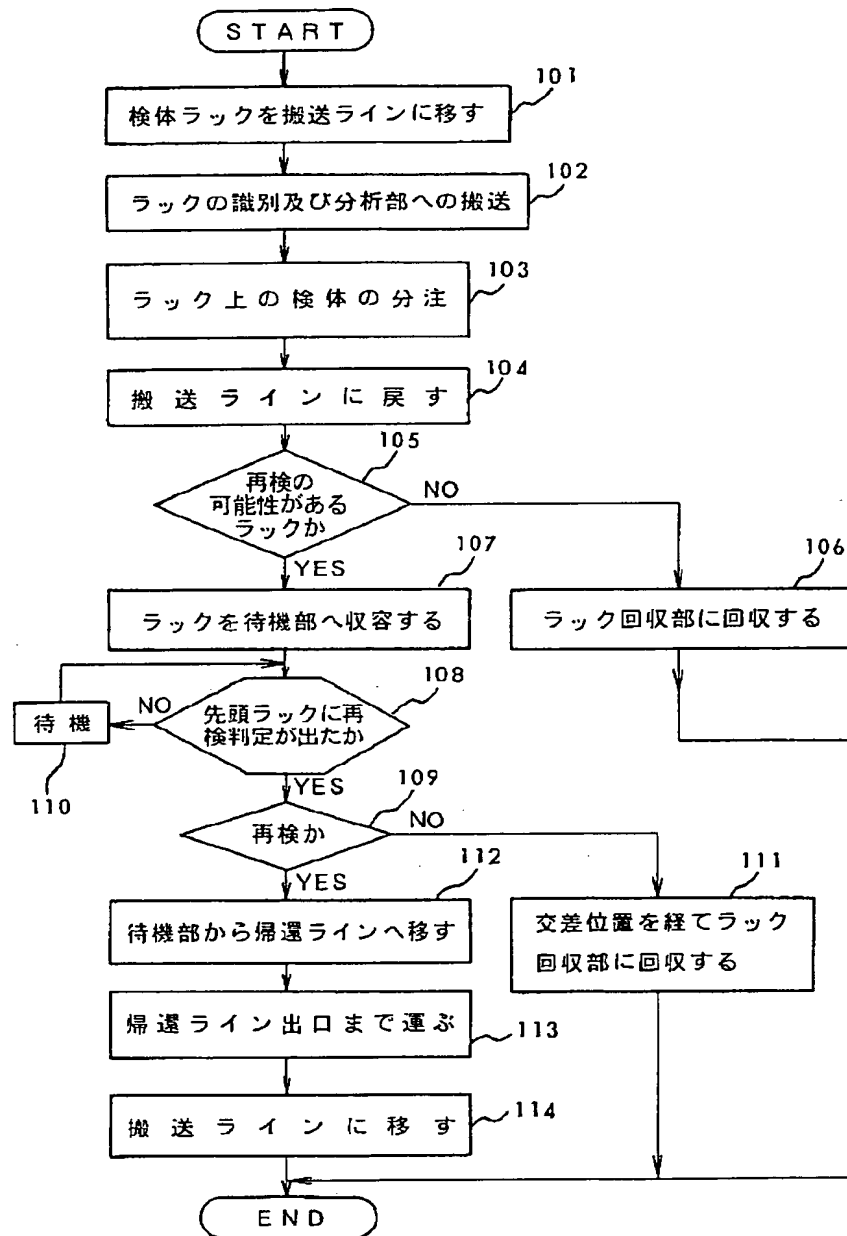 START
101
検体ラックを搬送ラインに移す
102
ラックの識別及び分析部への搬送
103
ラック上の検体の分注
104
搬送ラインに戻す
105
再検の
可能性がある
ラックか
NO
YES
107
ラックを待機部へ収容する
106
ラック回収部に回収する
108
先頭ラックに再
検判定が出たか
NO
待機
110
YES
109
再検か
NO
YES
112
待機部から帰還ラインへ移す
111
交差位置を経てラック
回収部に回収する
帰還ライン出口まで運ぶ
113
搬送ラインに移す
114
END